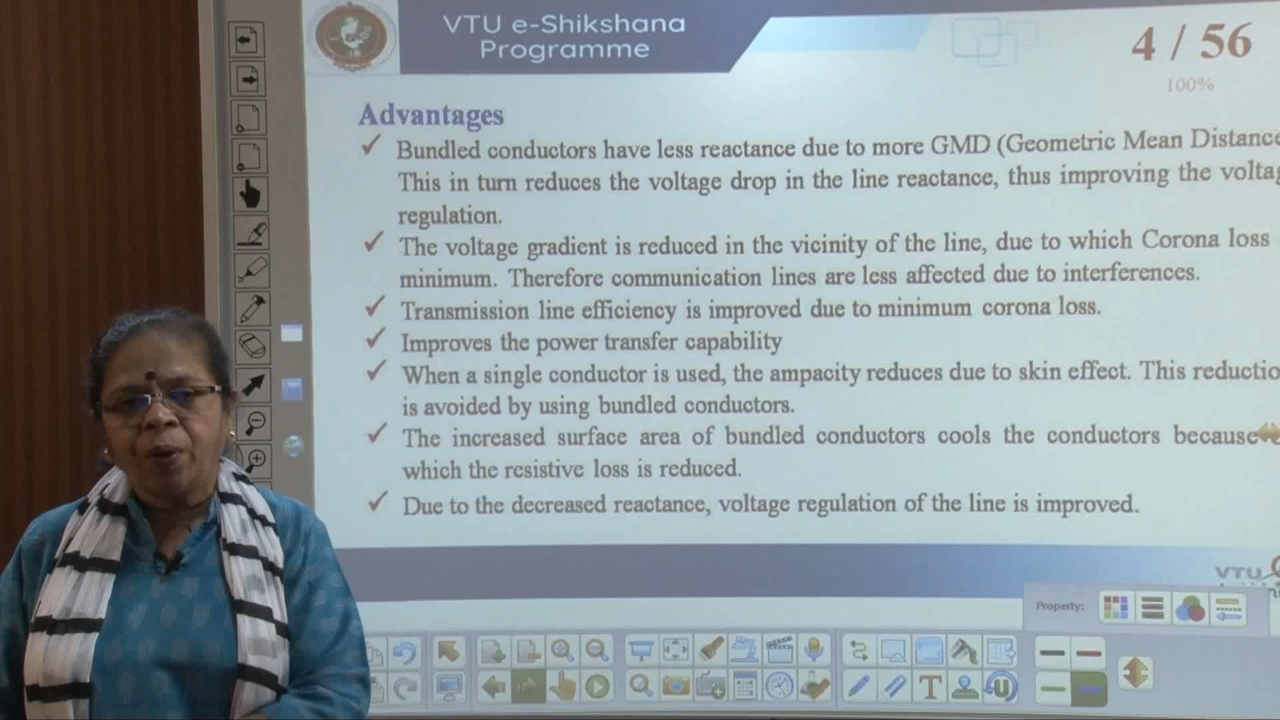 VTU e-Shikshana
Programme
4 / 56
100%
Advantages
✓ Bundled conductors have less reactance due to more GMD (Geometric Mean Distance
This in turn reduces the voltage drop in the line reactance, thus improving the
regulation.
✓ The voltage gradient is reduced in the vicinity of the line, due to which Corona loss
minimum. Therefore communication lines are less affected due to interferences.
✓ Transmission line efficiency is improved due to minimum corona loss.
✓ Improves the power transfer capability
✓ When a single conductor is used, the ampacity reduces due to skin effect. This
is avoided by using bundled conductors.
✓ The increased surface area of bundled conductors cools the conductors because
which the resistive loss is reduced.
✓ Due to the decreased reactance, voltage regulation of the line is improved.
VTU
Property: